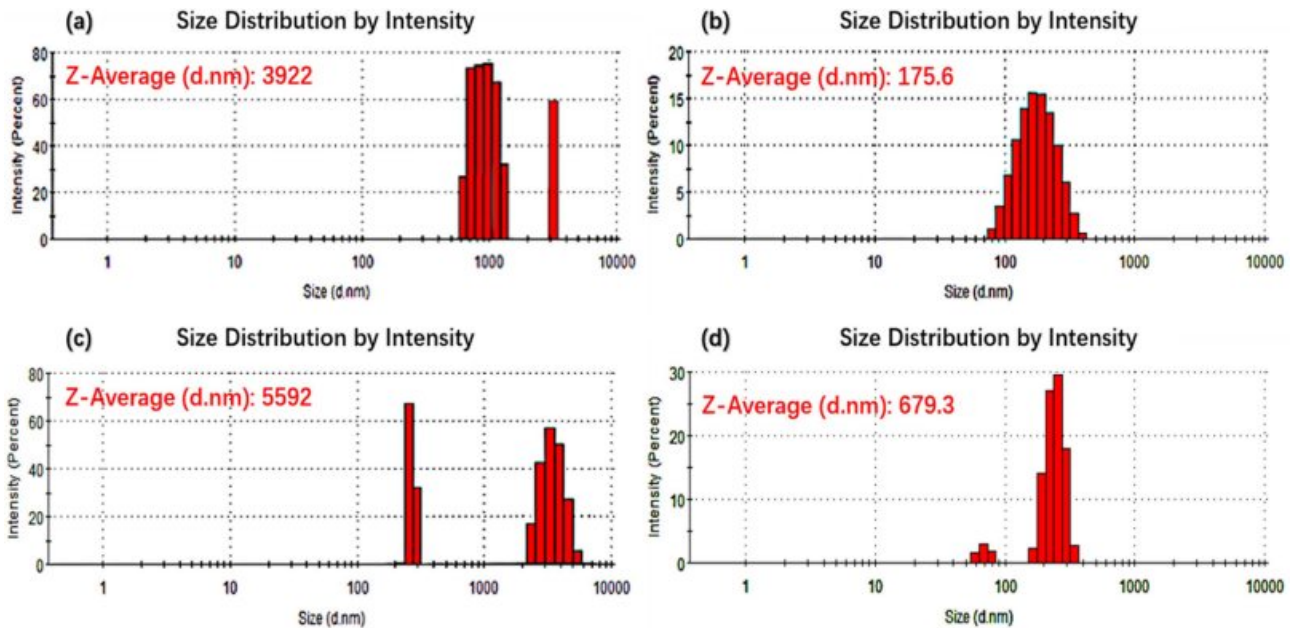 (a) Size Distribution by Intensity
Z-Average (d.nm): 3922
Intensity (Percent)
80
60
40
20
0
1 10 100 1000 10000
Size (d.nm)
(b) Size Distribution by Intensity
Z-Average (d.nm): 175.6
Intensity (Percent)
20
15
10
5
0
1 10 100 1000 10000
Size (d.nm)
(c) Size Distribution by Intensity
Z-Average (d.nm): 5592
Intensity (Percent)
80
60
40
20
0
1 10 100 1000 10000
Size (d.nm)
(d) Size Distribution by Intensity
Z-Average (d.nm): 679.3
Intensity (Percent)
30
20
10
0
1 10 100 1000 10000
Size (d.nm)